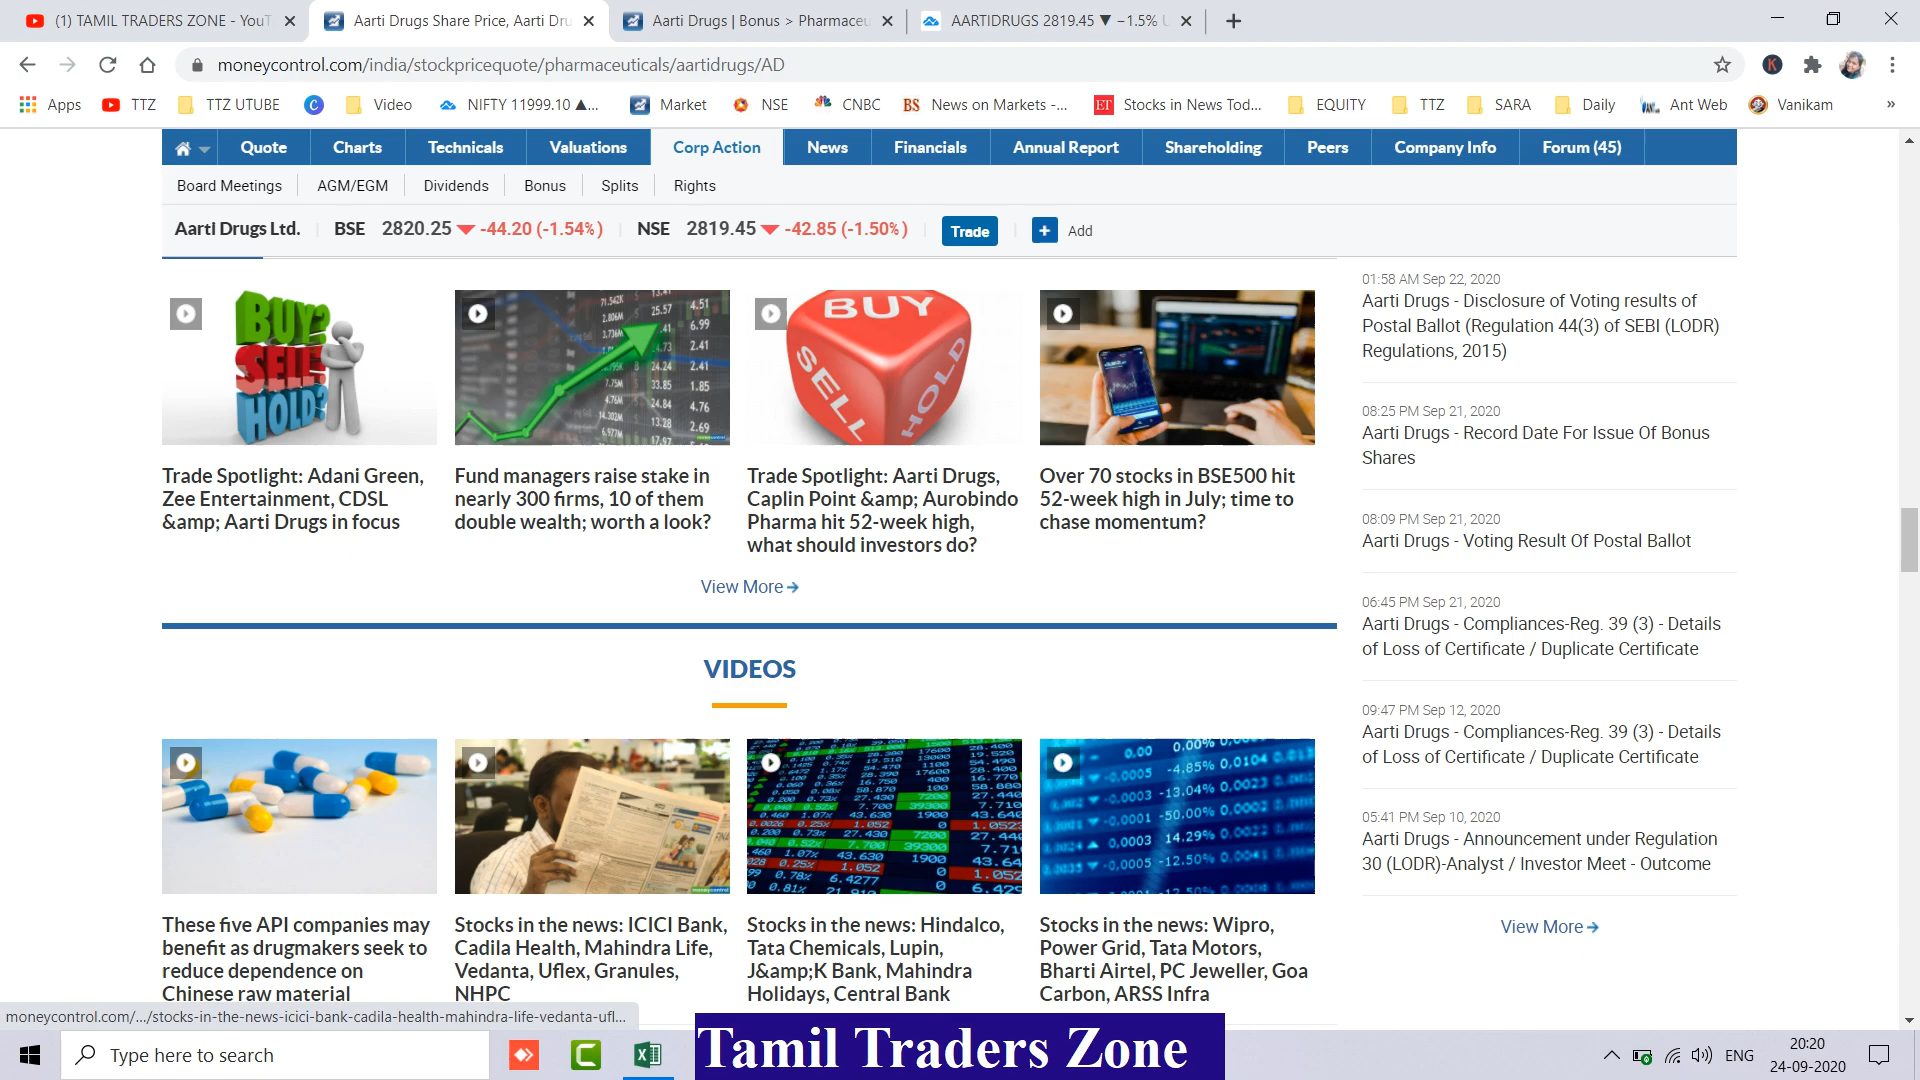 (1) TAMIL TRADERS ZONE - YouT
Aarti Drugs Share Price, Aarti Dru
Aarti Drugs | Bonus > Pharmaceu
AARTIDRUGS 2819.45 ▼ −1.5% U
moneycontrol.com/india/stockpricequote/pharmaceuticals/aartidrugs/AD
Apps TTZ TTZ UTUBE Video NIFTY 11999.10 ▲... Market NSE CNBC BS News on Markets -... ET Stocks in News Tod... EQUITY TTZ SARA Daily Ant Web Vanikam »
Quote Charts Technicals Valuations Corp Action News Financials Annual Report Shareholding Peers Company Info Forum (45)
Board Meetings AGM/EGM Dividends Bonus Splits Rights
Aarti Drugs Ltd. BSE 2820.25 -44.20 (-1.54%) NSE 2819.45 -42.85 (-1.50%) Trade + Add
BUY?
SELL?
HOLD?
BUY
SELL
HOLD
Trade Spotlight: Adani Green,
Zee Entertainment, CDSL
&amp; Aarti Drugs in focus
Fund managers raise stake in
nearly 300 firms, 10 of them
double wealth; worth a look?
Trade Spotlight: Aarti Drugs,
Caplin Point &amp; Aurobindo
Pharma hit 52-week high,
what should investors do?
Over 70 stocks in BSE500 hit
52-week high in July; time to
chase momentum?
View More
VIDEOS
These five API companies may
benefit as drugmakers seek to
reduce dependence on
Chinese raw material
Stocks in the news: ICICI Bank,
Cadila Health, Mahindra Life,
Vedanta, Uflex, Granules,
NHPC
Stocks in the news: Hindalco,
Tata Chemicals, Lupin,
J&amp;K Bank, Mahindra
Holidays, Central Bank
Stocks in the news: Wipro,
Power Grid, Tata Motors,
Bharti Airtel, PC Jeweller, Goa
Carbon, ARSS Infra
01:58 AM Sep 22, 2020
Aarti Drugs - Disclosure of Voting results of
Postal Ballot (Regulation 44(3) of SEBI (LODR)
Regulations, 2015)
08:25 PM Sep 21, 2020
Aarti Drugs - Record Date For Issue Of Bonus
Shares
08:09 PM Sep 21, 2020
Aarti Drugs - Voting Result Of Postal Ballot
06:45 PM Sep 21, 2020
Aarti Drugs - Compliances-Reg. 39 (3) - Details
of Loss of Certificate / Duplicate Certificate
09:47 PM Sep 12, 2020
Aarti Drugs - Compliances-Reg. 39 (3) - Details
of Loss of Certificate / Duplicate Certificate
05:41 PM Sep 10, 2020
Aarti Drugs - Announcement under Regulation
30 (LODR)-Analyst / Investor Meet - Outcome
View More
moneycontrol.com/.../stocks-in-the-news-icici-bank-cadila-health-mahindra-life-vedanta-ufl...
Type here to search
Tamil Traders Zone
ENG
20:20
24-09-2020